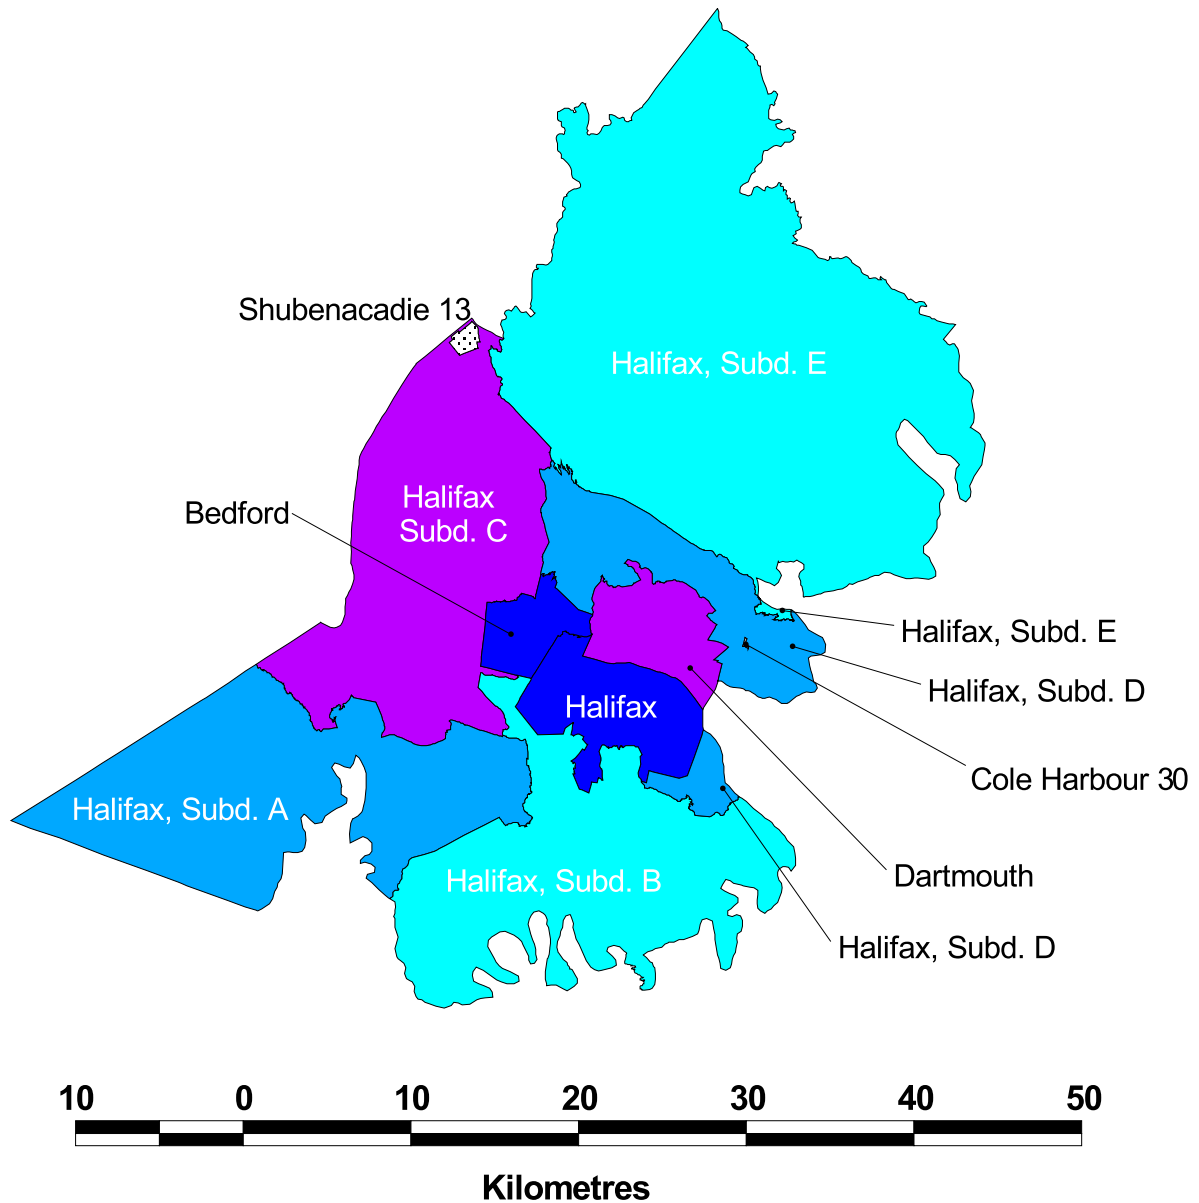 Shubenacadie 13
Halifax, Subd. E
Halifax
Subd. C
Bedford
Halifax, Subd. E
Halifax, Subd. D
Halifax
Cole Harbour 30
Halifax, Subd. A
Dartmouth
Halifax, Subd. B
Halifax, Subd. D
10 0 10 20 30 40 50
Kilometres